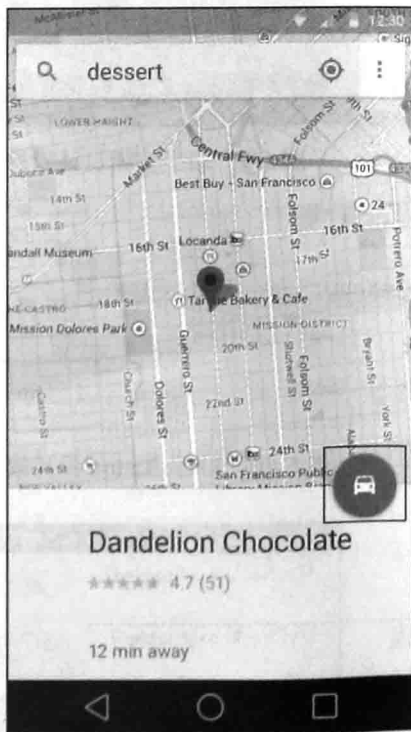 12:30
dessert
LOWER HAIGHT
Market St
Central Fwy
Folsom St
101
Best Buy - San Francisco
14th St
15th St
24
16th St
Locanda
16th St
Folsom St
17th St
Potrero Ave
18th St
Tartine Bakery & Cafe
Mission Dolores Park
MISSION DISTRICT
Guerrero St
20th St
Shotwell St
Folsom St
Bryant St
Dolores St
Church St
Castro St
22nd St
York St
24th St
24th St
San Francisco Public
Dandelion Chocolate
4.7 (51)
12 min away